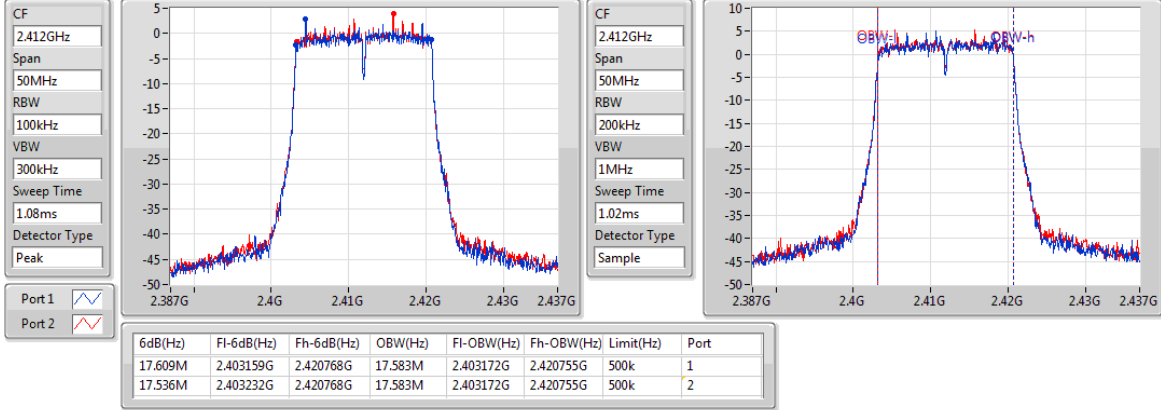 CF
2.412GHz
Span
50MHz
RBW
100kHz
VBW
300kHz
Sweep Time
1.08ms
Detector Type
Peak
5
0
-5
-10
-15
-20
-25
-30
-35
-40
-45
-50
2.387G 2.4G 2.41G 2.42G 2.43G 2.437G
CF
2.412GHz
Span
50MHz
RBW
200kHz
VBW
1MHz
Sweep Time
1.02ms
Detector Type
Sample
10
5
0
-5
-10
-15
-20
-25
-30
-35
-40
-45
-50
OBW-l OBW-h
2.387G 2.4G 2.41G 2.42G 2.43G 2.437G
Port 1
Port 2
6dB(Hz) Fl-6dB(Hz) Fh-6dB(Hz) OBW(Hz) Fl-OBW(Hz) Fh-OBW(Hz) Limit(Hz) Port
17.609M 2.403159G 2.420768G 17.583M 2.403172G 2.420755G 500k 1
17.536M 2.403232G 2.420768G 17.583M 2.403172G 2.420755G 500k 2